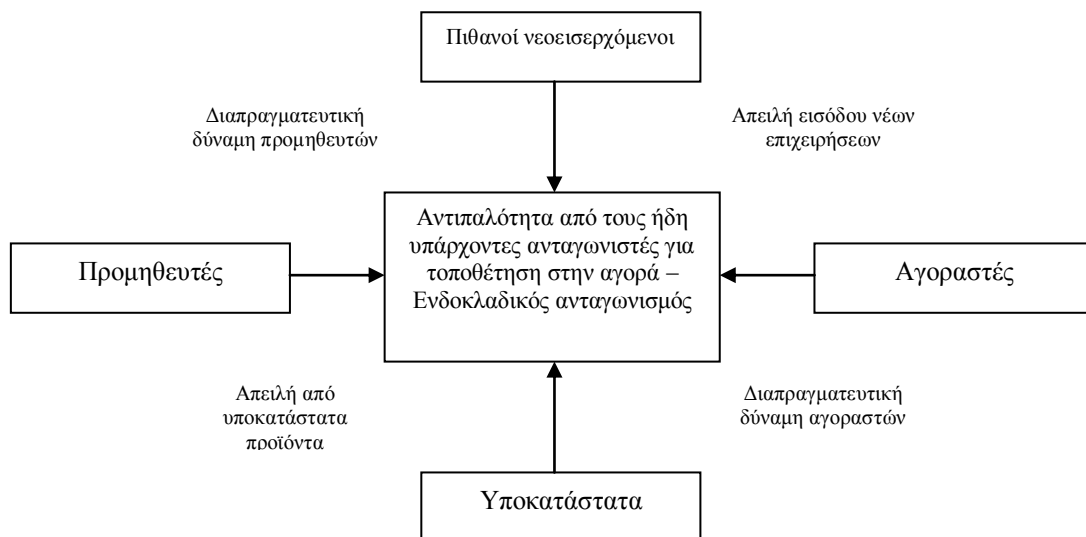 Πιθανοί νεοεισερχόμενοι
Διαπραγματευτική
δύναμη προμηθευτών
Απειλή εισόδου νέων
επιχειρήσεων
Αντιπαλότητα από τους ήδη
υπάρχοντες ανταγωνιστές για
τοποθέτηση στην αγορά –
Ενδοκλαδικός ανταγωνισμός
Προμηθευτές
Αγοραστές
Απειλή από
υποκατάστατα
προϊόντα
Διαπραγματευτική
δύναμη αγοραστών
Υποκατάστατα